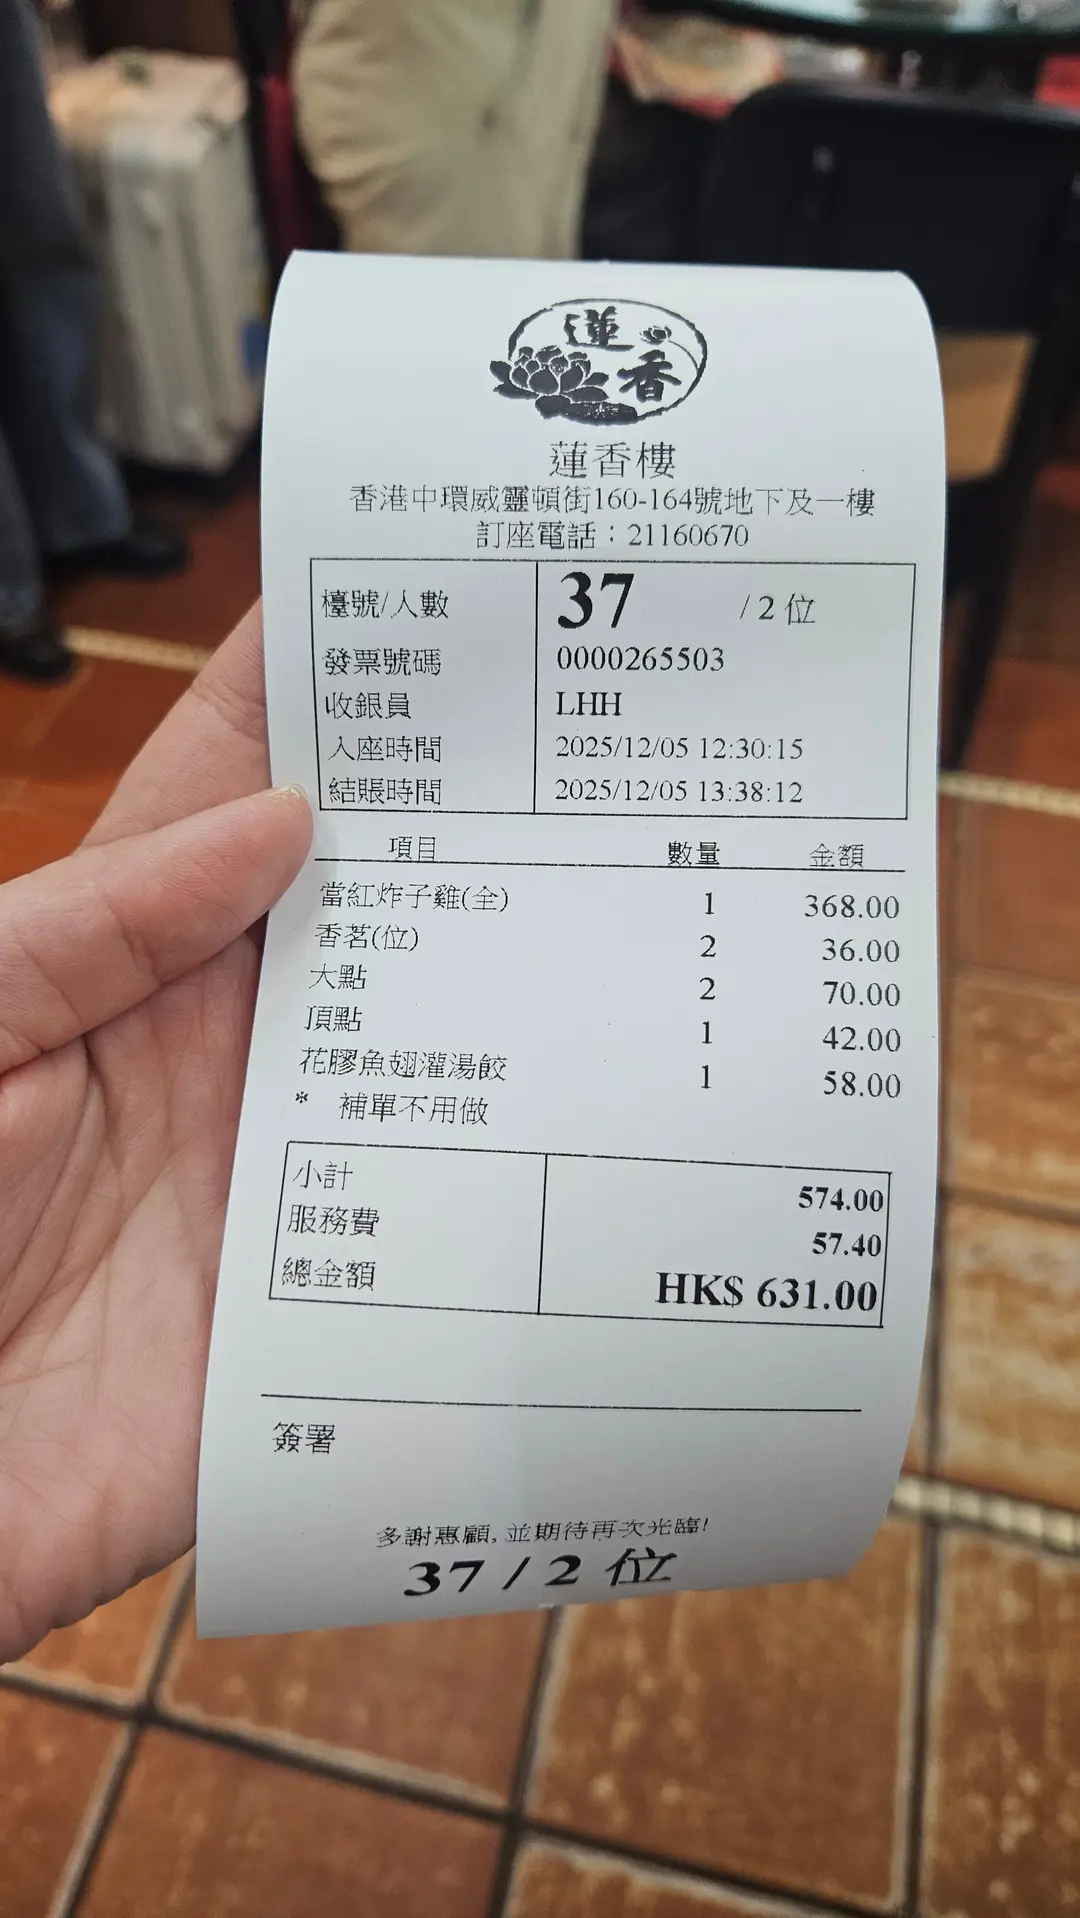 蓮香
蓮香樓
香港中環威靈頓街160-164號地下及一樓
訂座電話：21160670
檯號/人數 37 / 2 位
發票號碼 0000265503
收銀員 LHH
入座時間 2025/12/05 12:30:15
結賬時間 2025/12/05 13:38:12
項目 數量 金額
當紅炸子雞(全) 1 368.00
香茗(位) 2 36.00
大點 2 70.00
頂點 1 42.00
花膠魚翅灌湯餃 1 58.00
* 補單不用做
小計 574.00
服務費 57.40
總金額 HK$ 631.00
簽署
多謝惠顧, 並期待再次光臨!
37 / 2 位